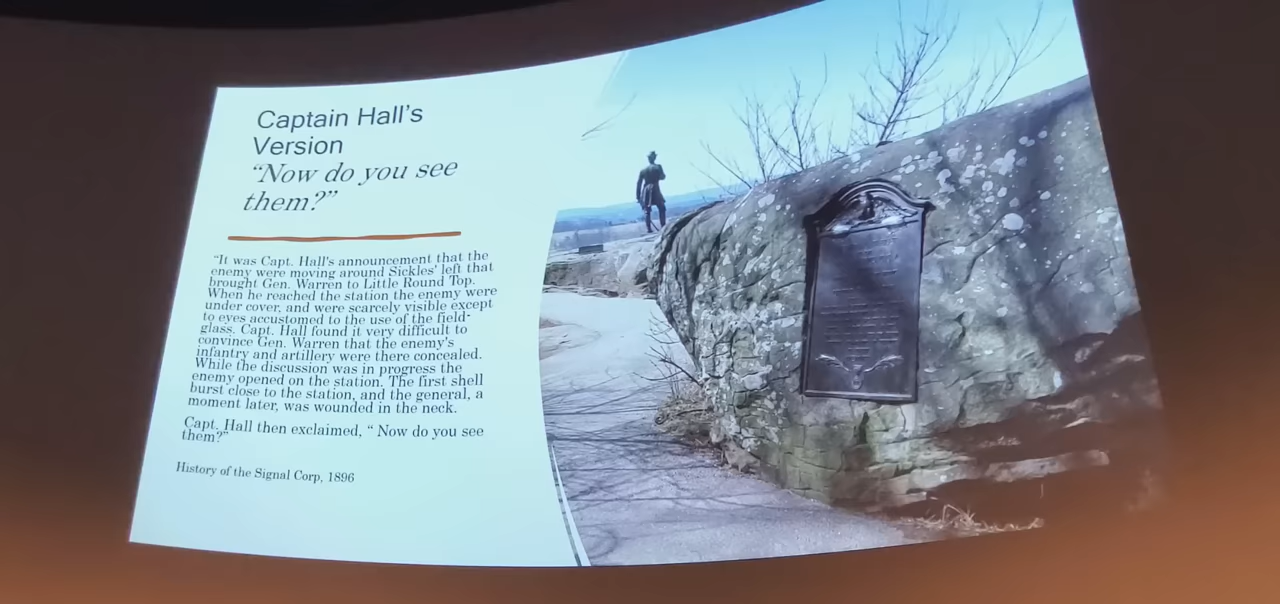 Captain Hall's
Version
“Now do you see
them?”
“It was Capt. Hall's announcement that the
enemy were moving around Sickles' left that
brought Gen. Warren to Little Round Top.
When he reached the station the enemy were
under cover, and were scarcely visible except
to eyes accustomed to the use of the field-
glass. Capt. Hall found it very difficult to
convince Gen. Warren that the enemy's
infantry and artillery were there concealed.
While the discussion was in progress the
enemy opened on the station. The first shell
burst close to the station, and the general, a
moment later, was wounded in the neck.
Capt. Hall then exclaimed, “ Now do you see
them?”
History of the Signal Corp, 1896